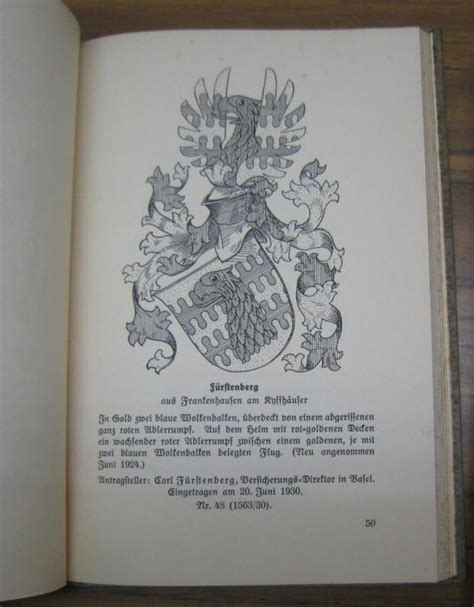 Fürstenberg
aus Frankenhausen am Kyffhäuser
In Gold zwei blaue Wolkenbalken, überdeckt von einem abgerissenen
ganz roten Adlerrumpf. Auf dem Helm mit rot-goldenen Decken
ein wachsender roter Adlerrumpf zwischen einem goldenen, je mit
zwei blauen Wolkenbalken belegten Flug. (Neu angenommen
Juni 1924.)
Antragsteller: Carl Fürstenberg, Versicherungs-Direktor in Basel.
Eingetragen am 20. Juni 1930.
Nr. 48 (1563/30).
50